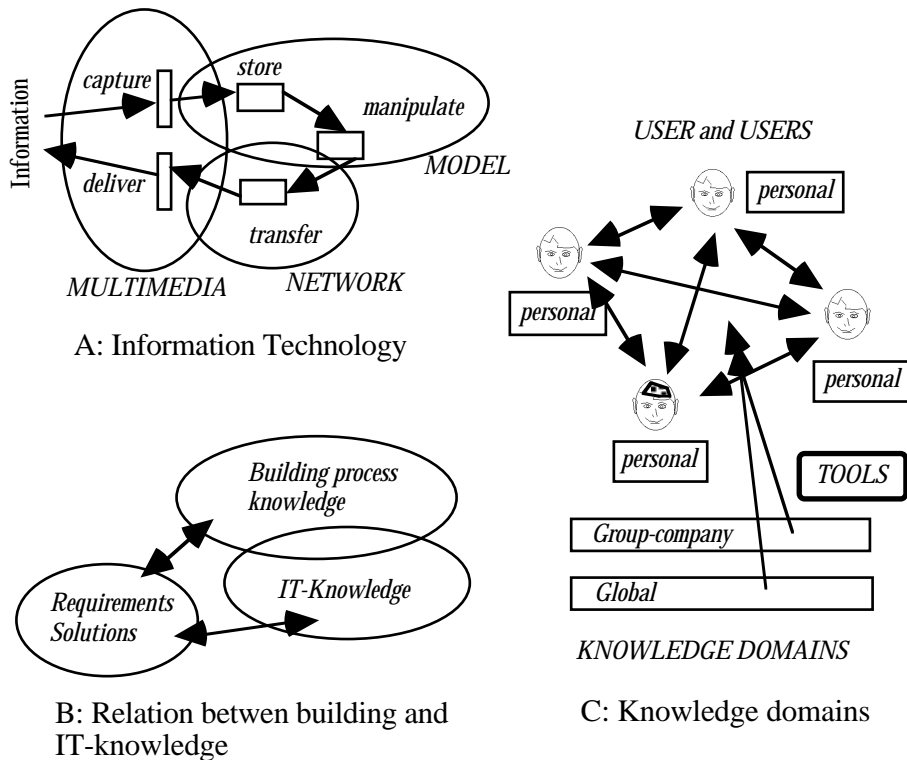 Information
capture
store
manipulate
MODEL
deliver
transfer
MULTIMEDIA
NETWORK
A: Information Technology
Building process
knowledge
IT-Knowledge
Requirements
Solutions
B: Relation betwen building and
IT-knowledge
USER and USERS
personal
personal
personal
personal
TOOLS
Group-company
Global
KNOWLEDGE DOMAINS
C: Knowledge domains